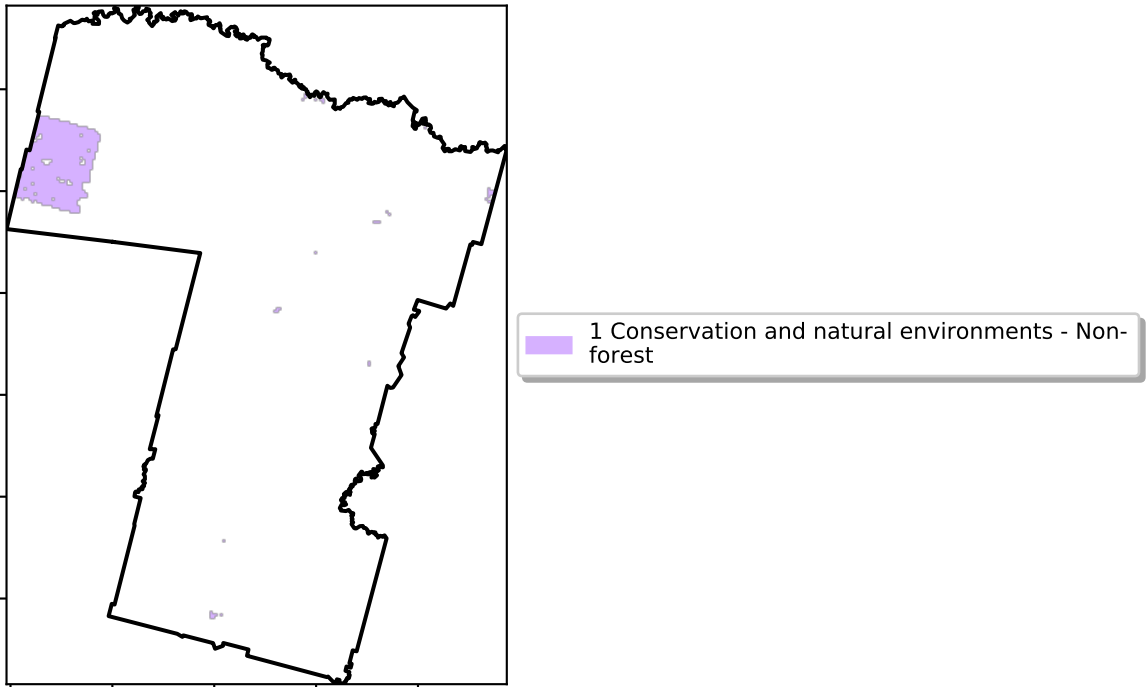 1 Conservation and natural environments - Non-
forest